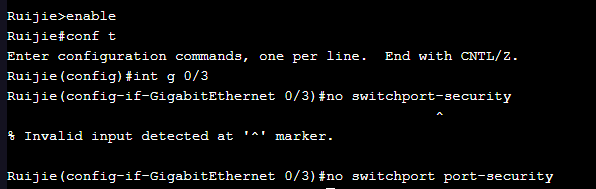 Ruijie>enable
Ruijie#conf t
Enter configuration commands, one per line.  End with CNTL/Z.
Ruijie(config)#int g 0/3
Ruijie(config-if-GigabitEthernet 0/3)#no switchport-security
^
% Invalid input detected at '^' marker.
Ruijie(config-if-GigabitEthernet 0/3)#no switchport port-security